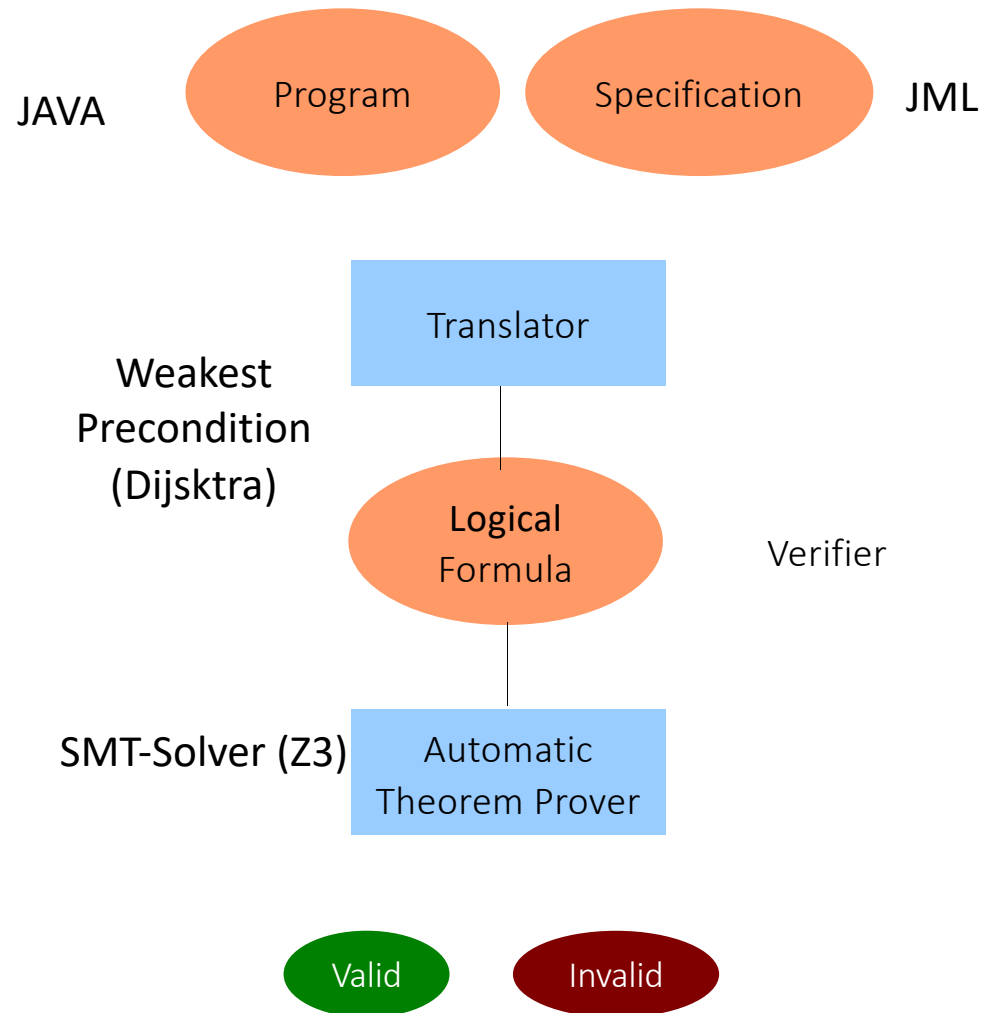 JAVA
Program
Specification
JML
Translator
Weakest
Precondition
(Dijsktra)
Logical
Formula
Verifier
SMT-Solver (Z3)
Automatic
Theorem Prover
Valid
Invalid